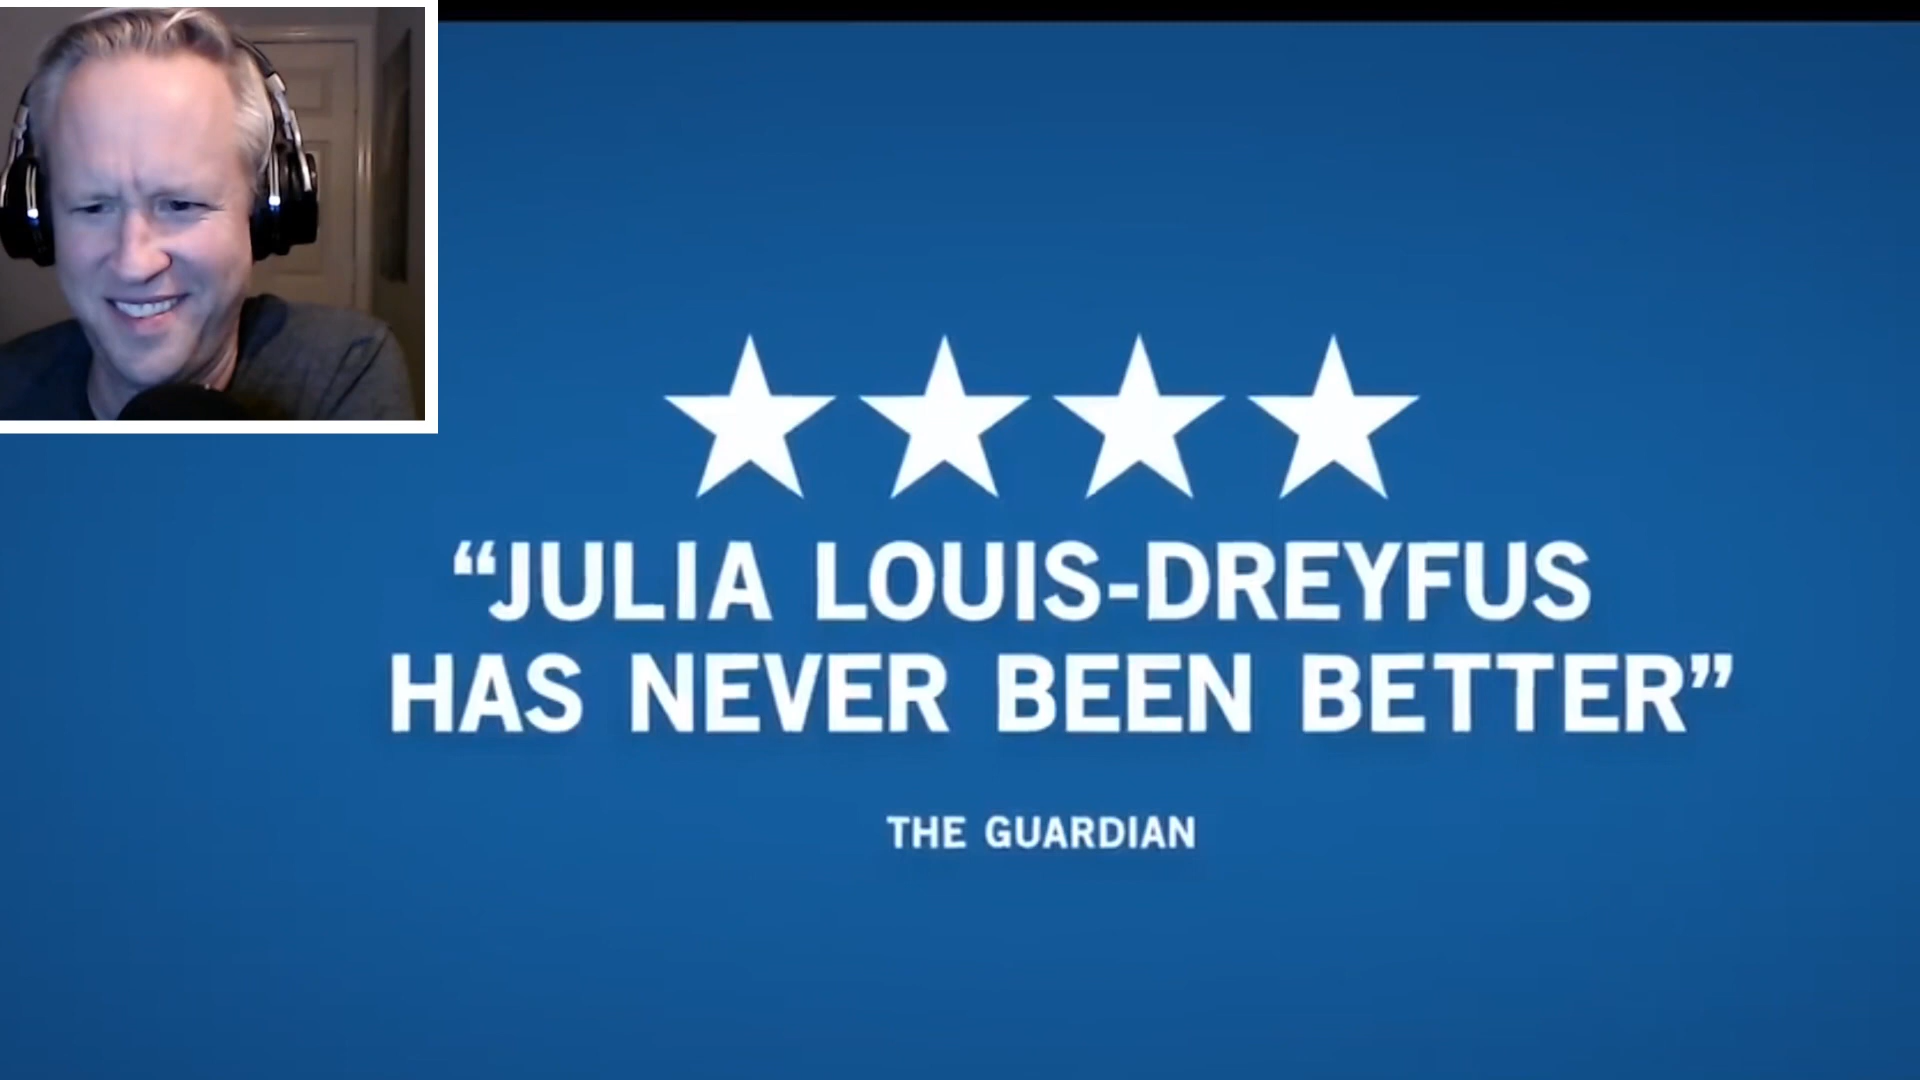 “JULIA LOUIS-DREYFUS
HAS NEVER BEEN BETTER”
THE GUARDIAN